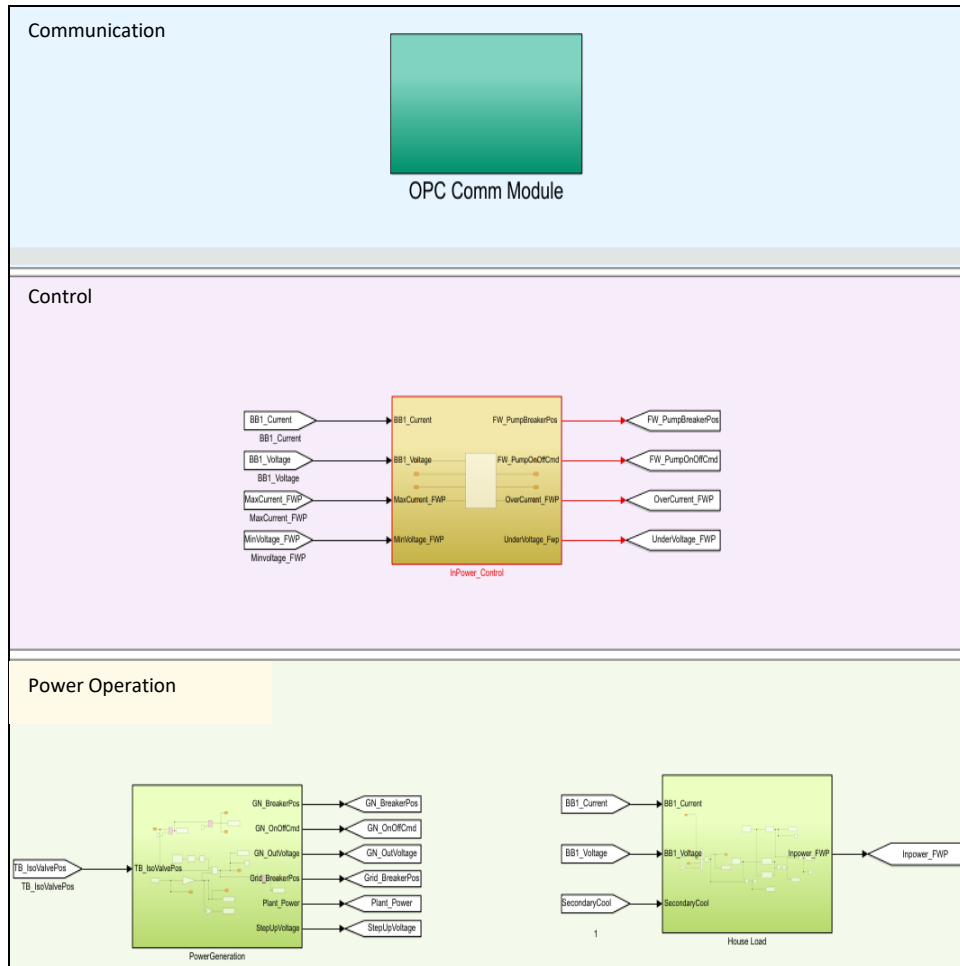 Communication
OPC Comm Module
Control
BB1_Current
BB1_Current
BB1_Current
FW_PumpBreakerPos
FW_PumpBreakerPos
BB1_Voltage
BB1_Voltage
BB1_Voltage
FW_PumpOnOffCmd
FW_PumpOnOffCmd
MaxCurrent_FWP
MaxCurrent_FWP
MaxCurrent_FWP
OverCurrent_FWP
OverCurrent_FWP
MinVoltage_FWP
Minvoltage_FWP
MinVoltage_FWP
UnderVoltage_Fwp
UnderVoltage_FWP
InPower_Control
Power Operation
TB_IsoValvePos
TB_IsoValvePos
TB_IsoValvePos
GN_BreakerPos
GN_BreakerPos
GN_OnOffCmd
GN_OnOffCmd
GN_OutVoltage
GN_OutVoltage
Grid_BreakerPos
Grid_BreakerPos
Plant_Power
Plant_Power
StepUpVoltage
StepUpVoltage
PowerGeneration
BB1_Current
BB1_Current
BB1_Voltage
BB1_Voltage
Inpower_FWP
Inpower_FWP
SecondaryCool
SecondaryCool
1
House Load